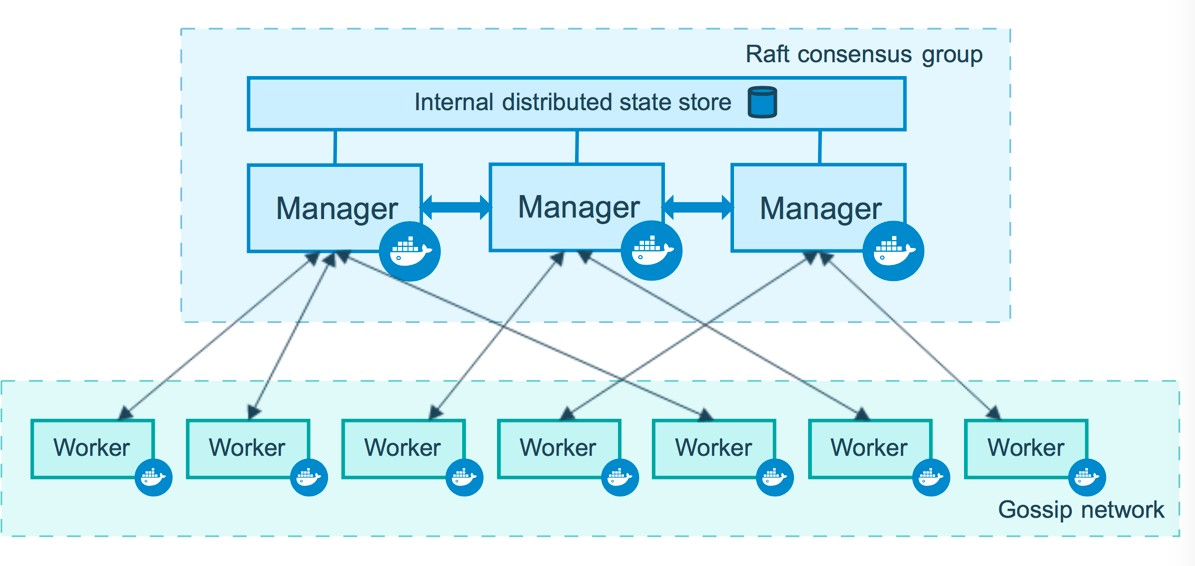 Raft consensus group
Internal distributed state store
Manager
Manager
Manager
Worker
Worker
Worker
Worker
Worker
Worker
Worker
Gossip network